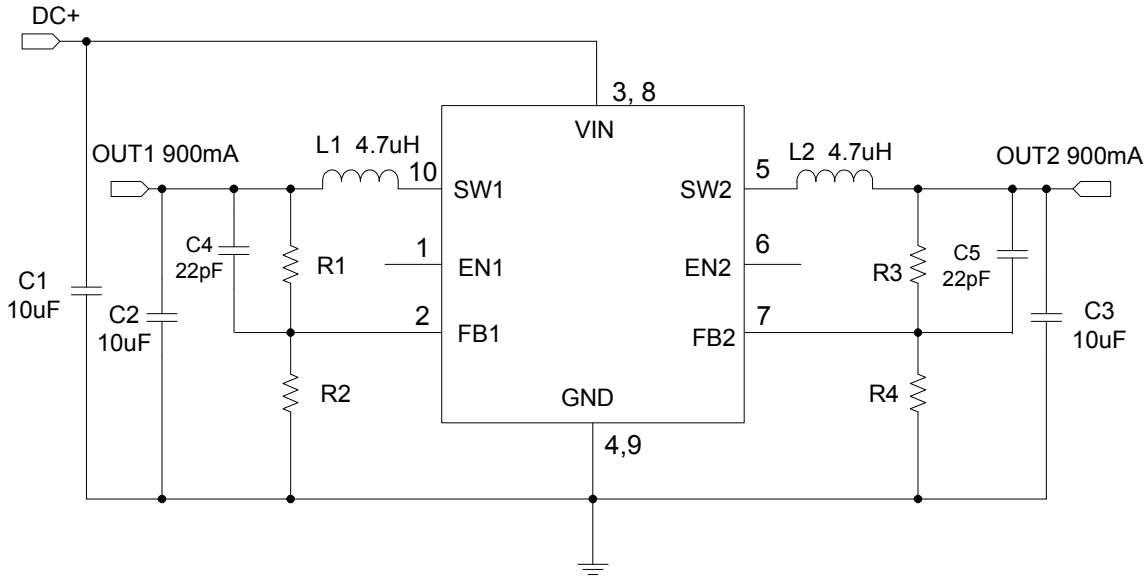 DC+
3, 8
VIN
OUT1 900mA
L1 4.7uH
10
SW1
SW2
5
L2 4.7uH
OUT2 900mA
C4
22pF
R1
1
EN1
EN2
6
R3
C5
22pF
C1
10uF
C2
10uF
2
FB1
FB2
7
C3
10uF
R2
GND
R4
4,9